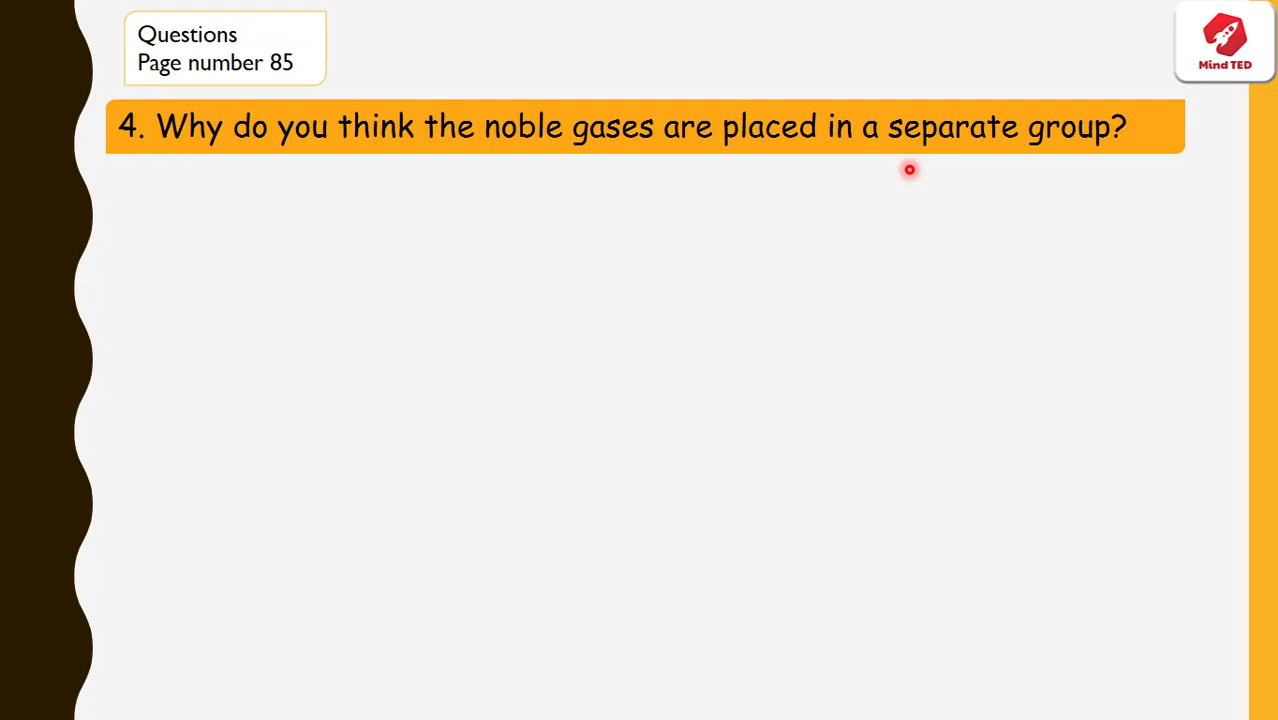 Questions
Page number 85
Mind TED
4. Why do you think the noble gases are placed in a separate group?